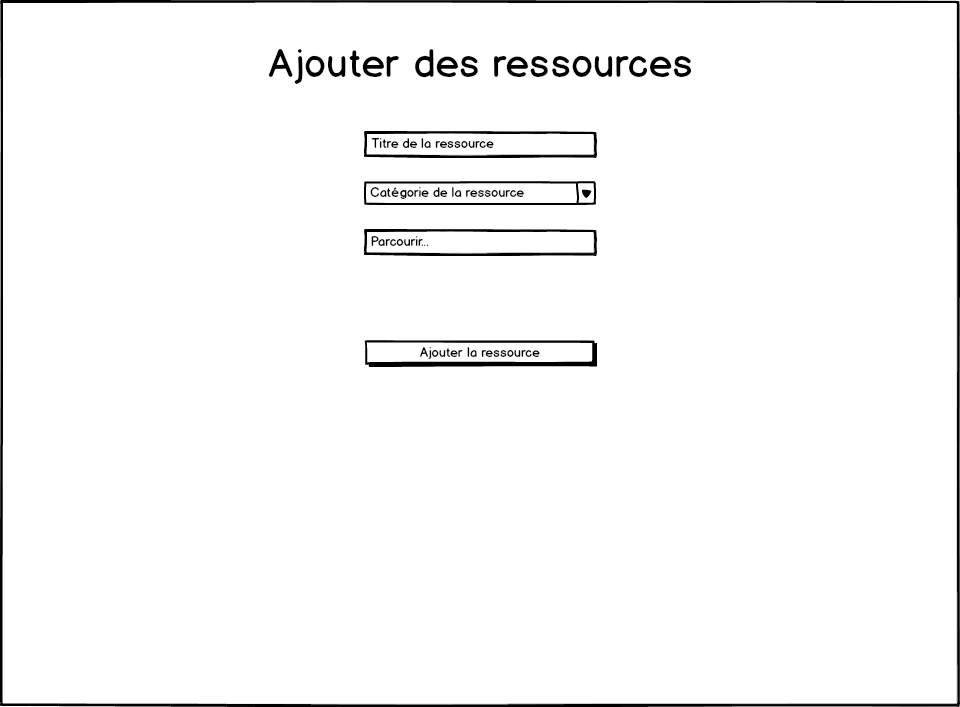 Ajouter des ressources
Titre de la ressource
Catégorie de la ressource
Parcourir...
Ajouter la ressource